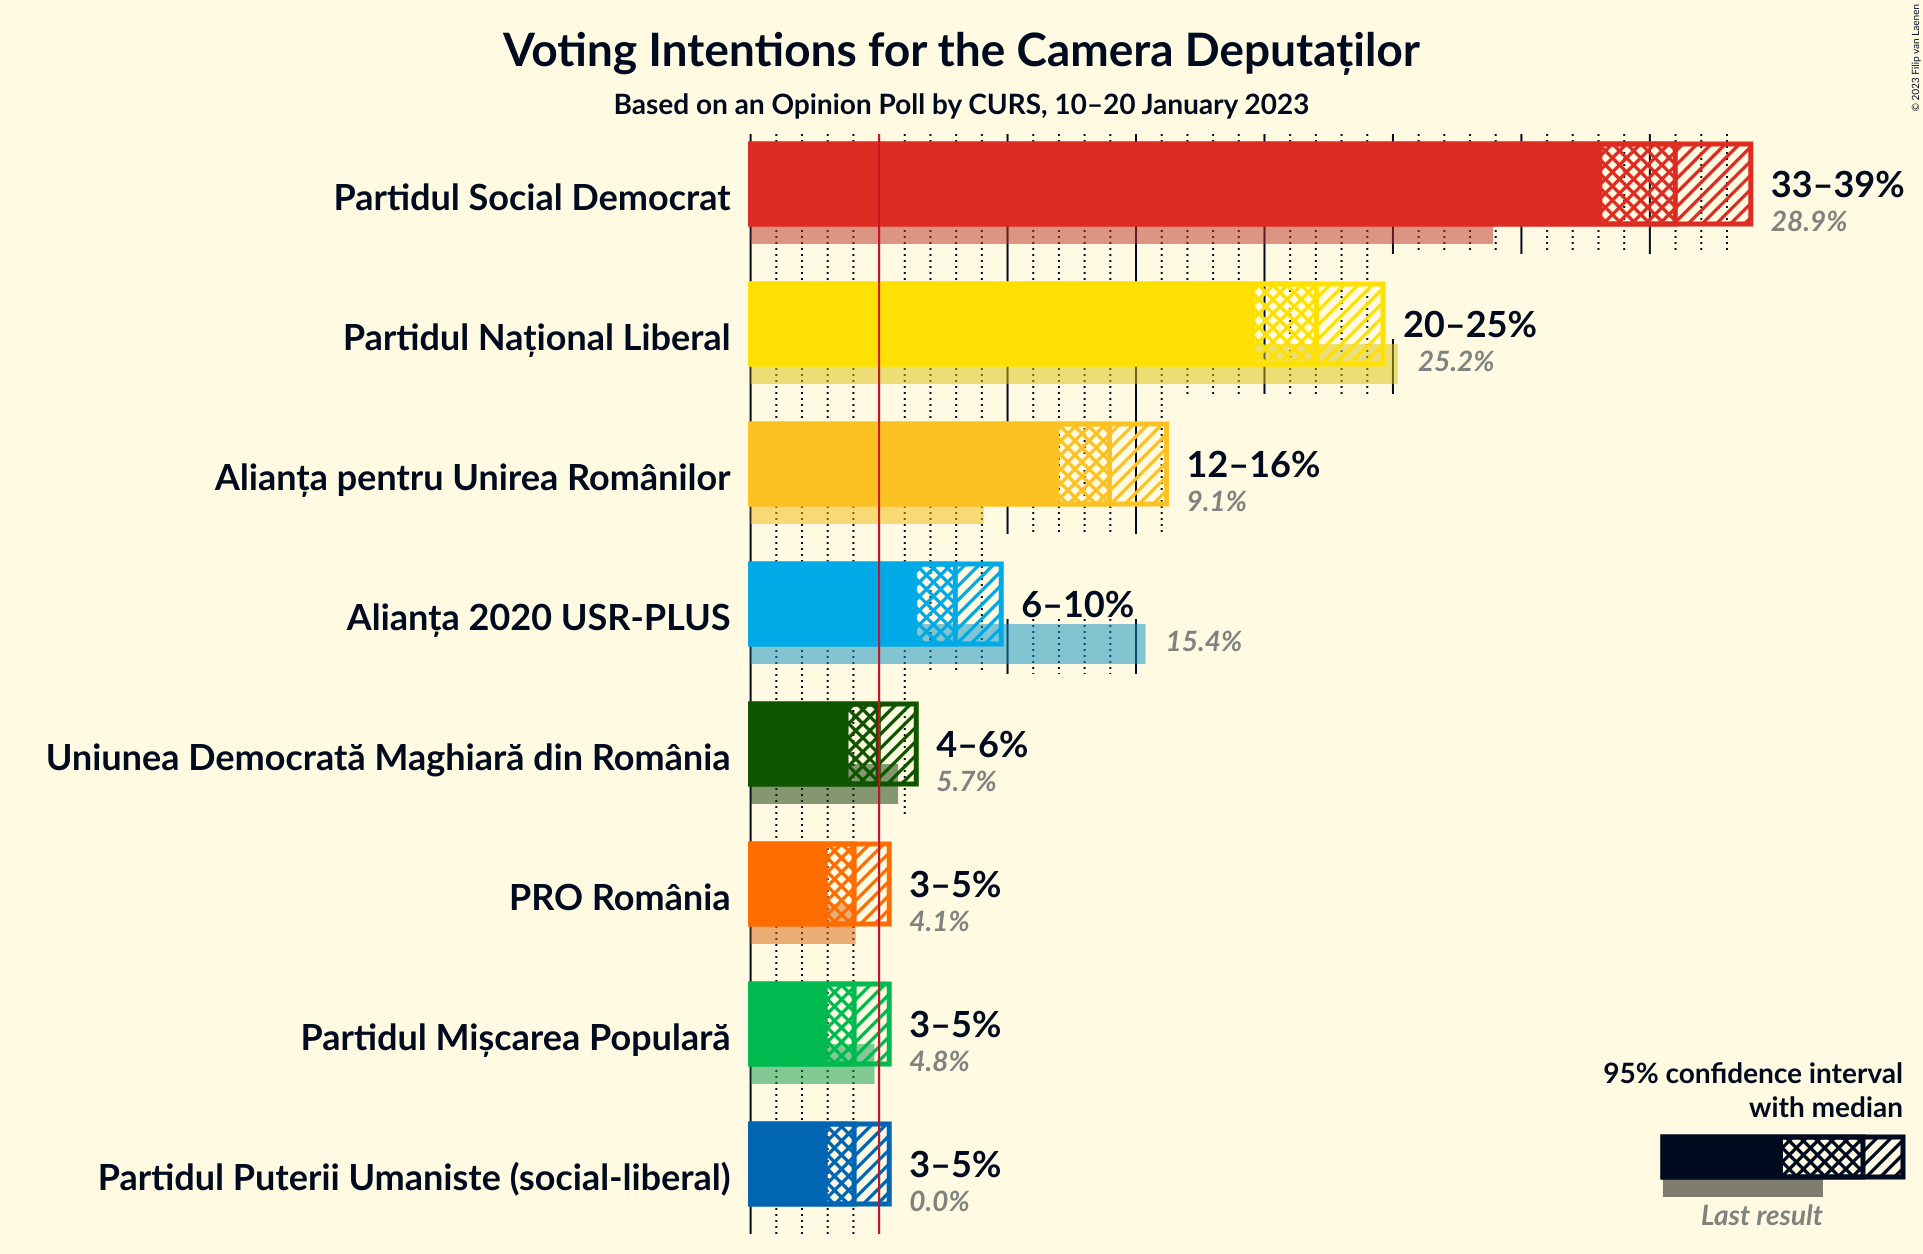 Voting Intentions for the Camera Deputaților
Based on an Opinion Poll by CURS, 10–20 January 2023
© 2023 Filip van Laenen
Partidul Social Democrat
33–39%
28.9%
Partidul Național Liberal
20–25%
25.2%
Alianța pentru Unirea Românilor
12–16%
9.1%
Alianța 2020 USR-PLUS
6–10%
15.4%
Uniunea Democrată Maghiară din România
4–6%
5.7%
PRO România
3–5%
4.1%
Partidul Mișcarea Populară
3–5%
4.8%
Partidul Puterii Umaniste (social-liberal)
3–5%
0.0%
95% confidence interval
with median
Last result